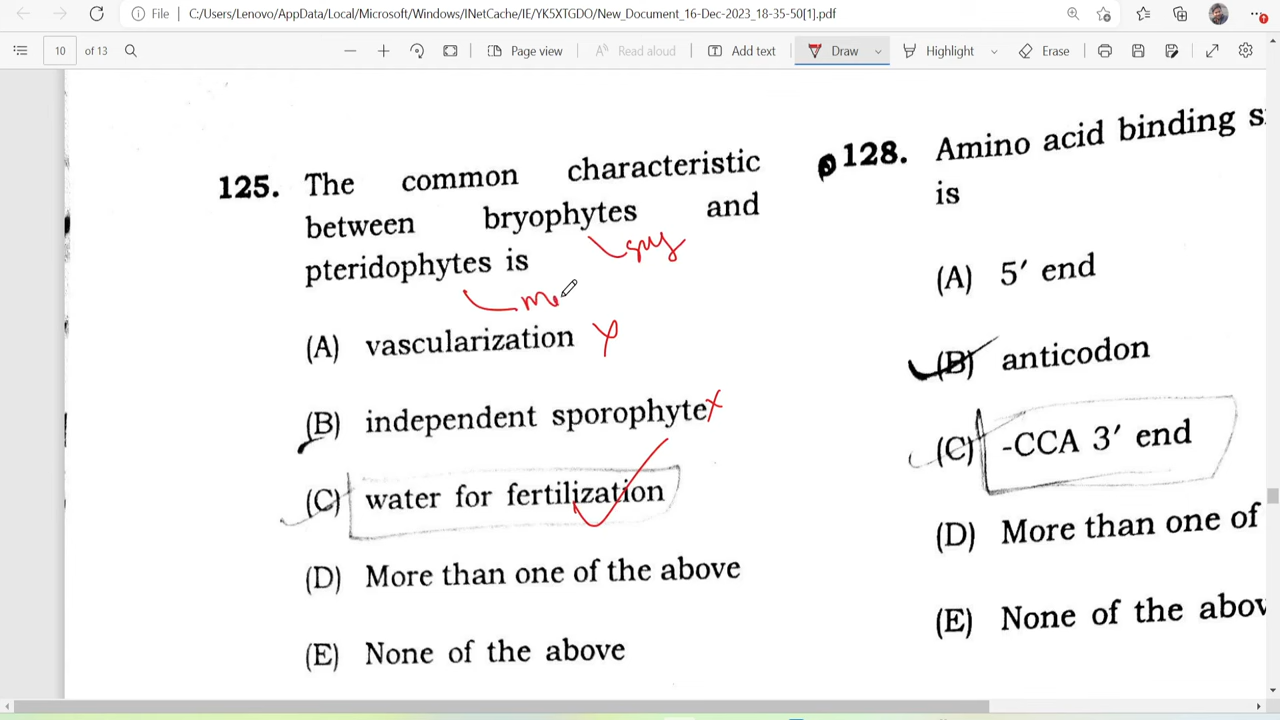 File
C:/Users/Lenovo/AppData/Local/Microsoft/Windows/INetCache/IE/YK5XTGDO/New_Document_16-Dec-2023_18-35-50[1].pdf
10 of 13
Page view
Read aloud
Add text
Draw
Highlight
Erase
125. The common characteristic
between bryophytes and
pteridophytes is
(A) vascularization
(B) independent sporophyte
(C) water for fertilization
(D) More than one of the above
(E) None of the above
128. Amino acid binding
is
(A) 5′ end
(B) anticodon
(C) -CCA 3′ end
(D) More than one of
(E) None of the